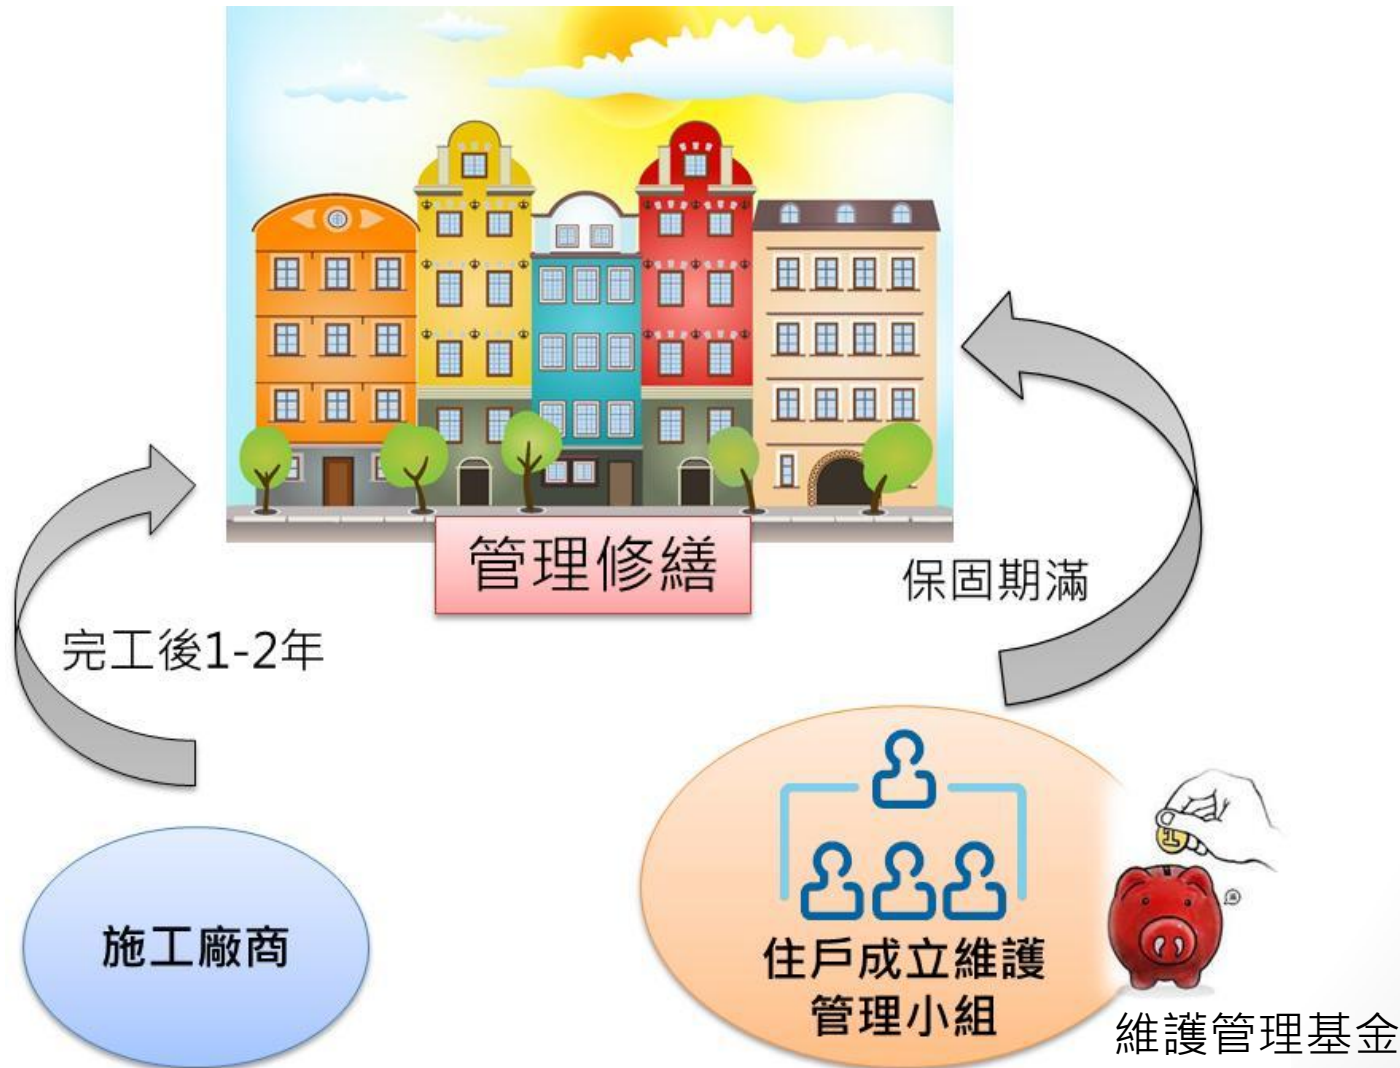 管理修繕
保固期滿
完工後1-2年
施工廠商
住戶成立維護
管理小組
維護管理基金
1